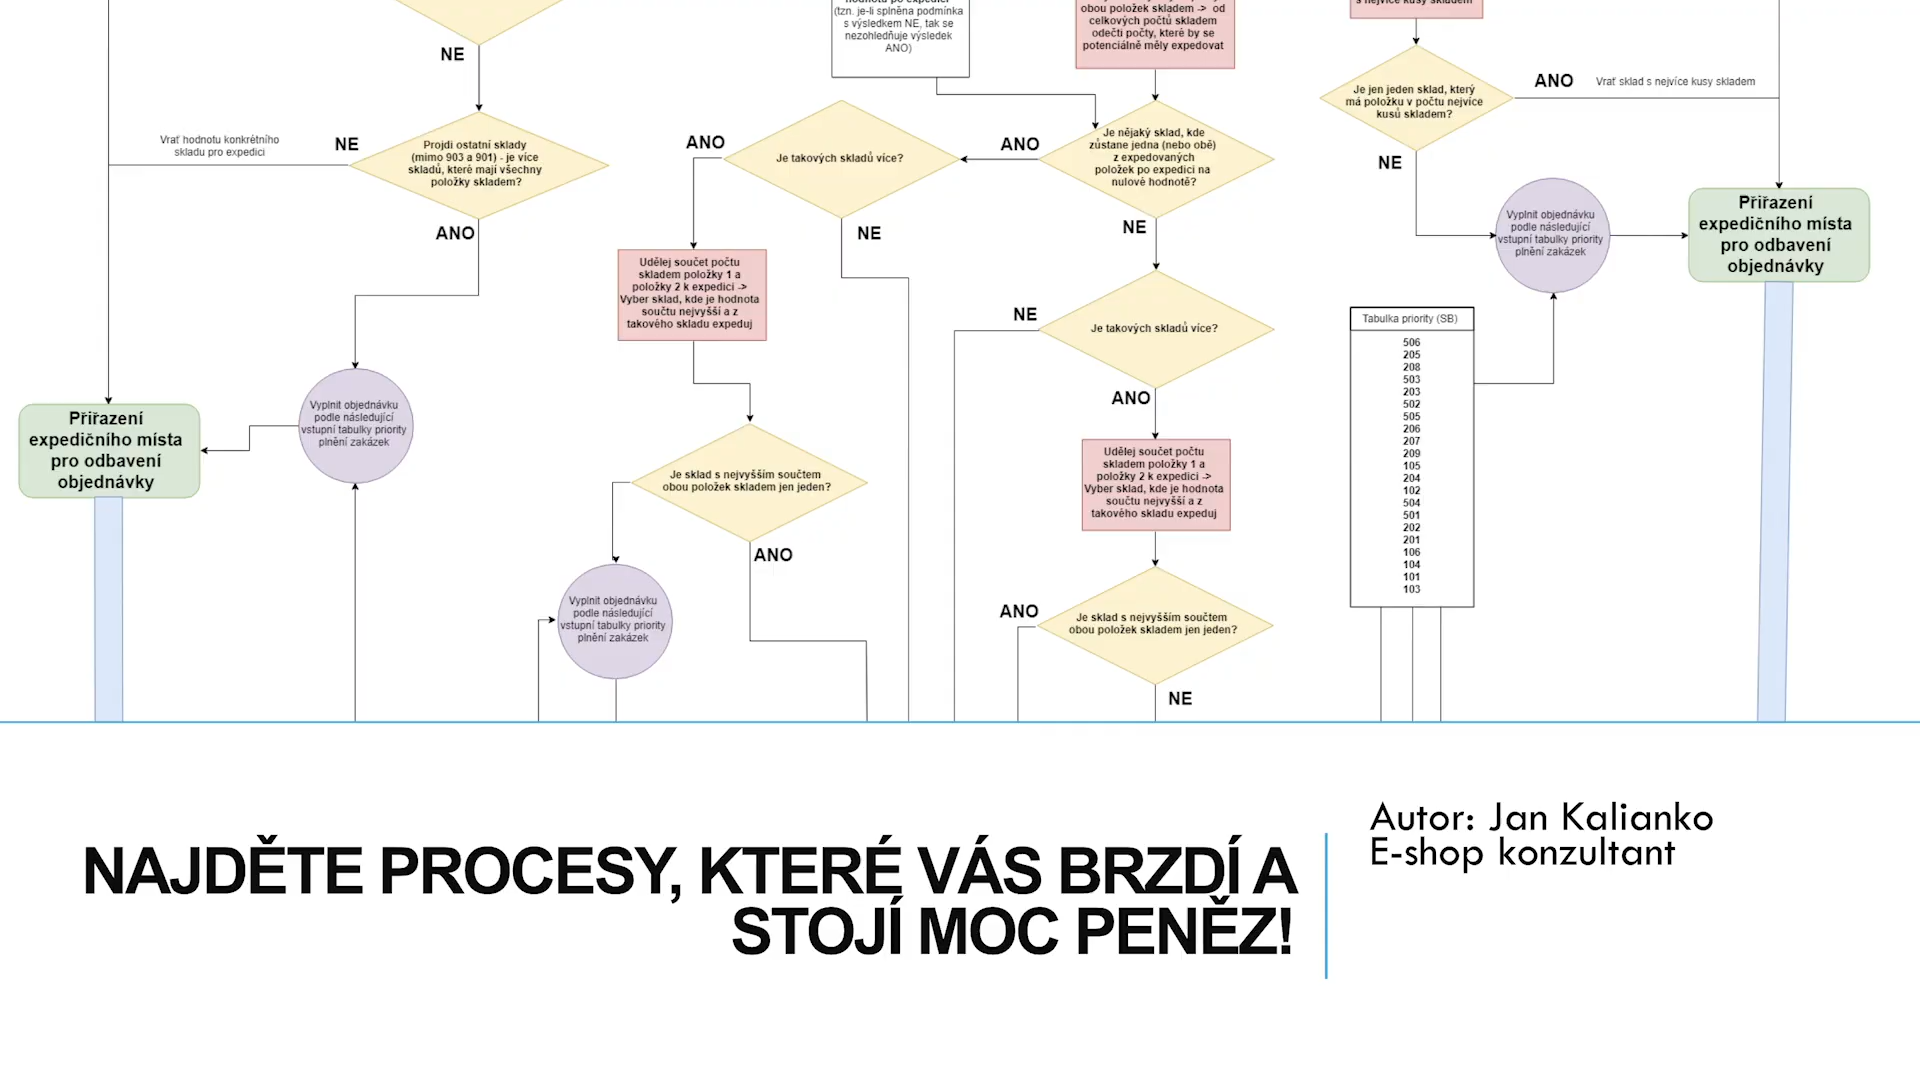 NE
Vrať hodnotu konkrétního
skladu pro expedici
NE
Projdi ostatní sklady
(mimo 903 a 901) - je více
skladů, které mají všechny
položky skladem?
ANO
Vyplnit objednávku
podle následující
vstupní tabulky priority
plnění zakázek
Přiřazení
expedičního místa
pro odbavení
objednávky
(tzn. je-li splněna podmínka
s výsledkem NE, tak se
nezohledňuje výsledek
ANO)
obou položek skladem -> od
celkových počtů skladem
odečti počty, které by se
potenciálně měly expedovat
Je nějaký sklad, kde
zůstane jedna (nebo obě)
z expedovaných
položek po expedici na
nulové hodnotě?
ANO
Je takových skladů více?
ANO
NE
Udělej součet počtu
skladem položky 1 a
položky 2 k expedici ->
Vyber sklad, kde je hodnota
součtu nejvyšší a z
takového skladu expeduj
Je sklad s nejvyšším součtem
obou položek skladem jen jeden?
ANO
Vyplnit objednávku
podle následující
vstupní tabulky priority
plnění zakázek
NE
Je takových skladů více?
NE
ANO
Udělej součet počtu
skladem položky 1 a
položky 2 k expedici ->
Vyber sklad, kde je hodnota
součtu nejvyšší a z
takového skladu expeduj
Je sklad s nejvyšším součtem
obou položek skladem jen jeden?
ANO
NE
s nejvíce kusy skladem
Je jen jeden sklad, který
má položku v počtu nejvíce
kusů skladem?
ANO
Vrať sklad s nejvíce kusy skladem
NE
Vyplnit objednávku
podle následující
vstupní tabulky priority
plnění zakázek
Přiřazení
expedičního místa
pro odbavení
objednávky
Tabulka priority (SB)
506
205
208
503
203
502
505
206
207
209
105
204
102
504
501
202
201
106
104
101
103
NAJDĚTE PROCESY, KTERÉ VÁS BRZDÍ A
STOJÍ MOC PENĚZ!
Autor: Jan Kalianko
E-shop konzultant